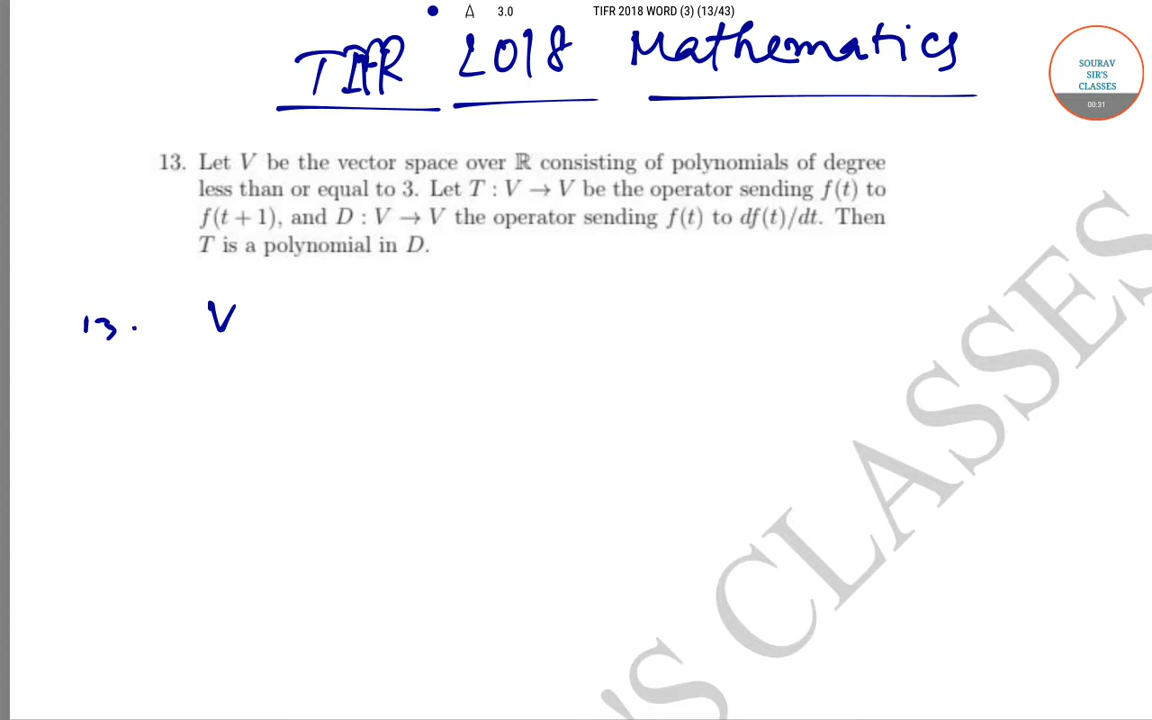 A 3.0 TIFR 2018 WORD (3) (13/43)
TIFR 2018 Mathematics
SOURAV
SIR'S
CLASSES
00:31
13. Let V be the vector space over ℝ consisting of polynomials of degree
less than or equal to 3. Let T : V → V be the operator sending f(t) to
f(t + 1), and D : V → V the operator sending f(t) to df(t)/dt. Then
T is a polynomial in D.
13. V
'S CLASSES